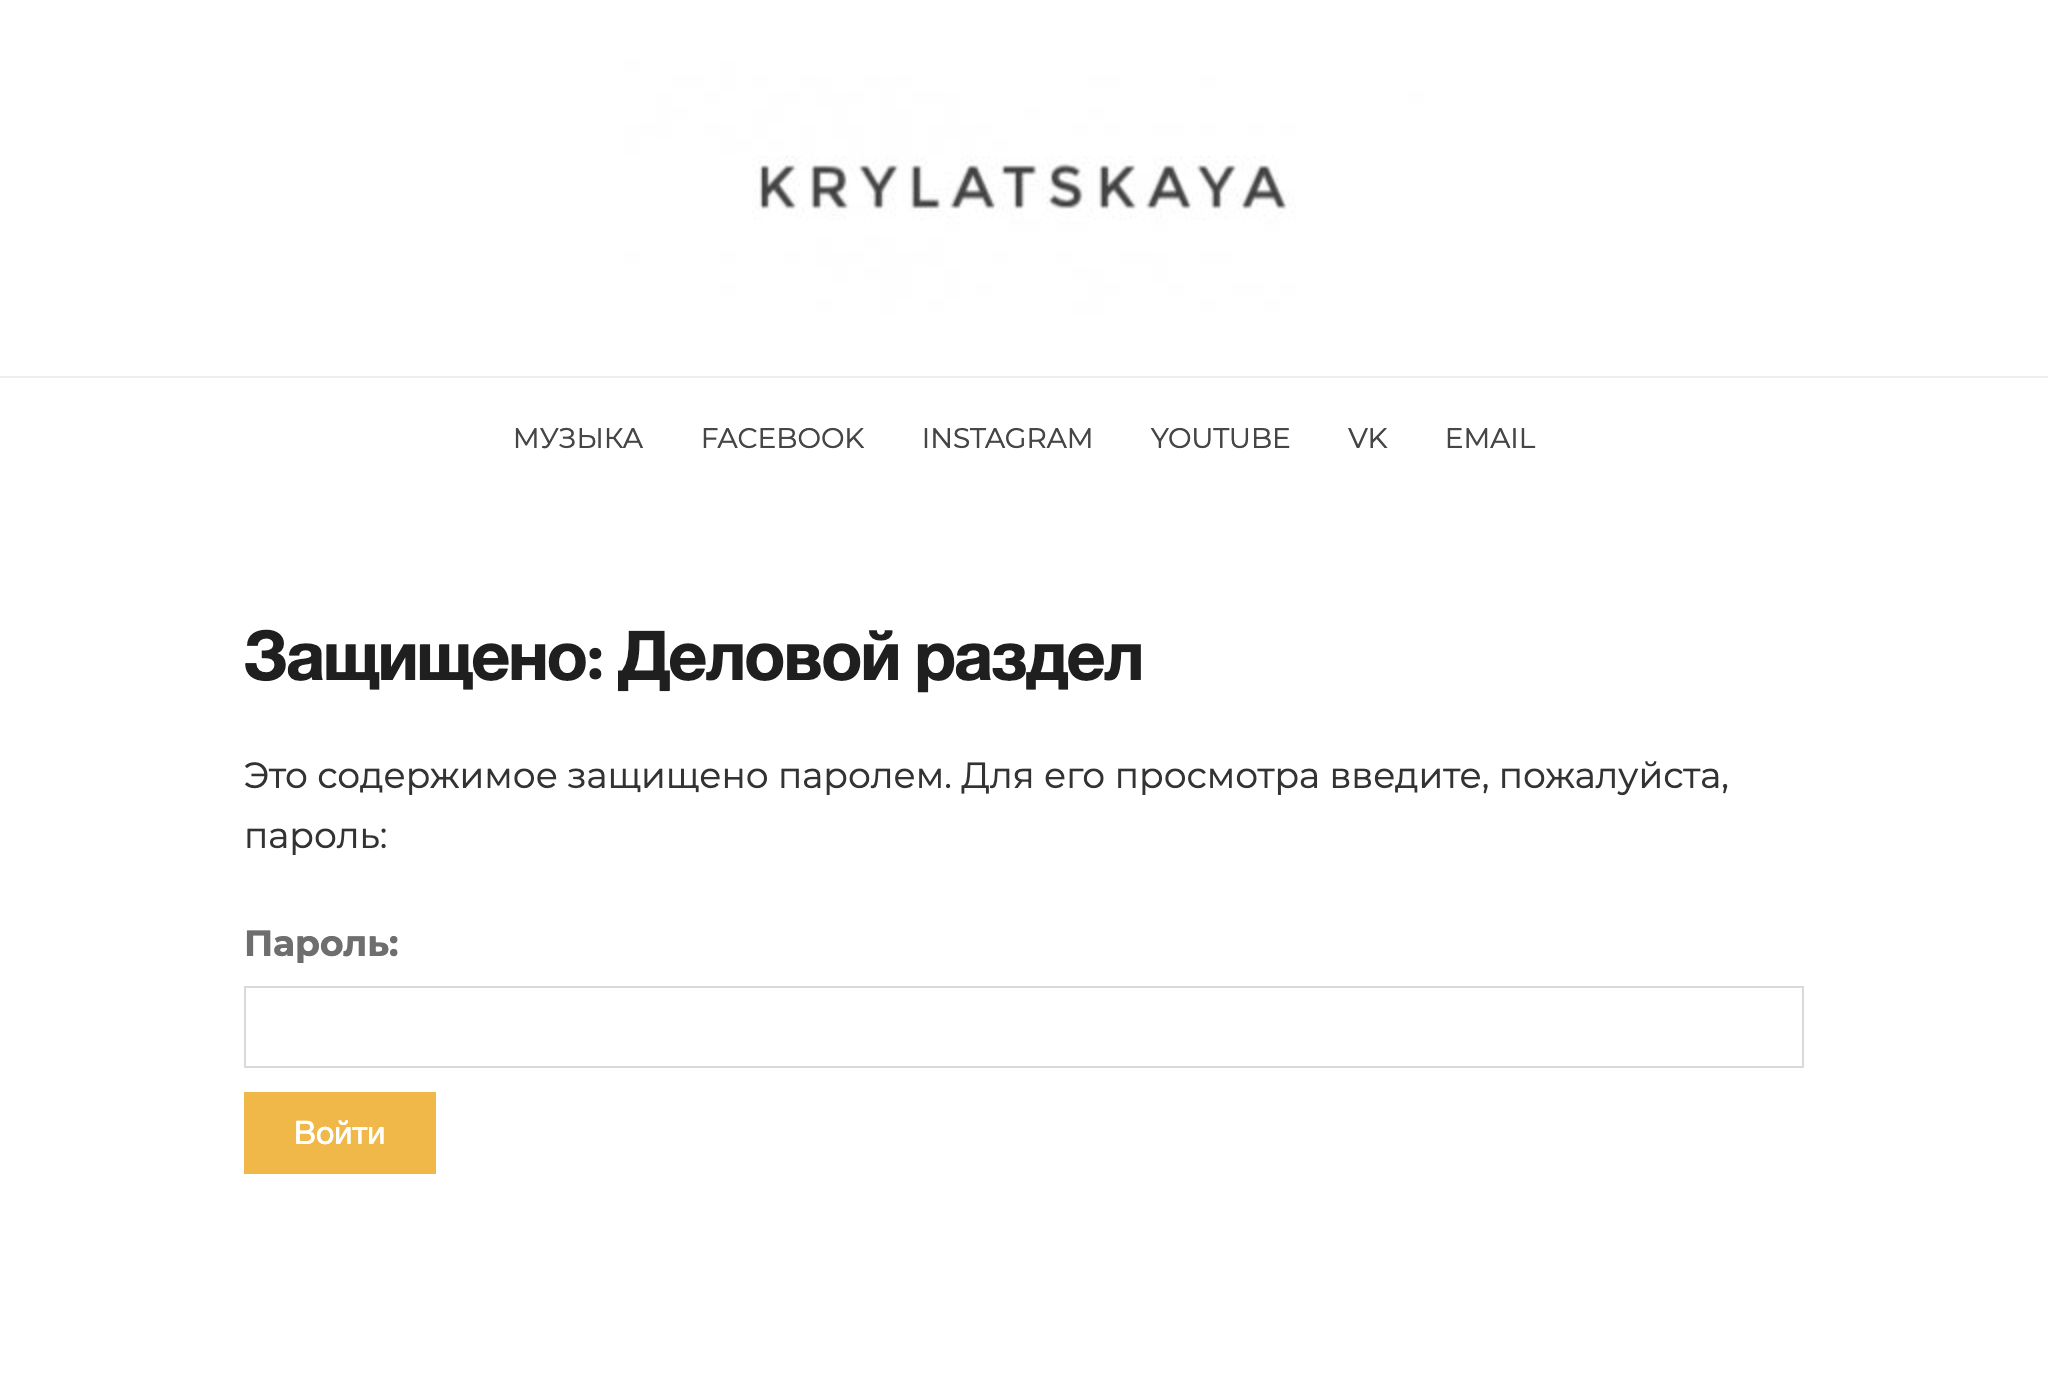 KRYLATSKAYA
МУЗЫКА FACEBOOK INSTAGRAM YOUTUBE VK EMAIL
Защищено: Деловой раздел
Это содержимое защищено паролем. Для его просмотра введите, пожалуйста,
пароль:
Пароль:
Войти